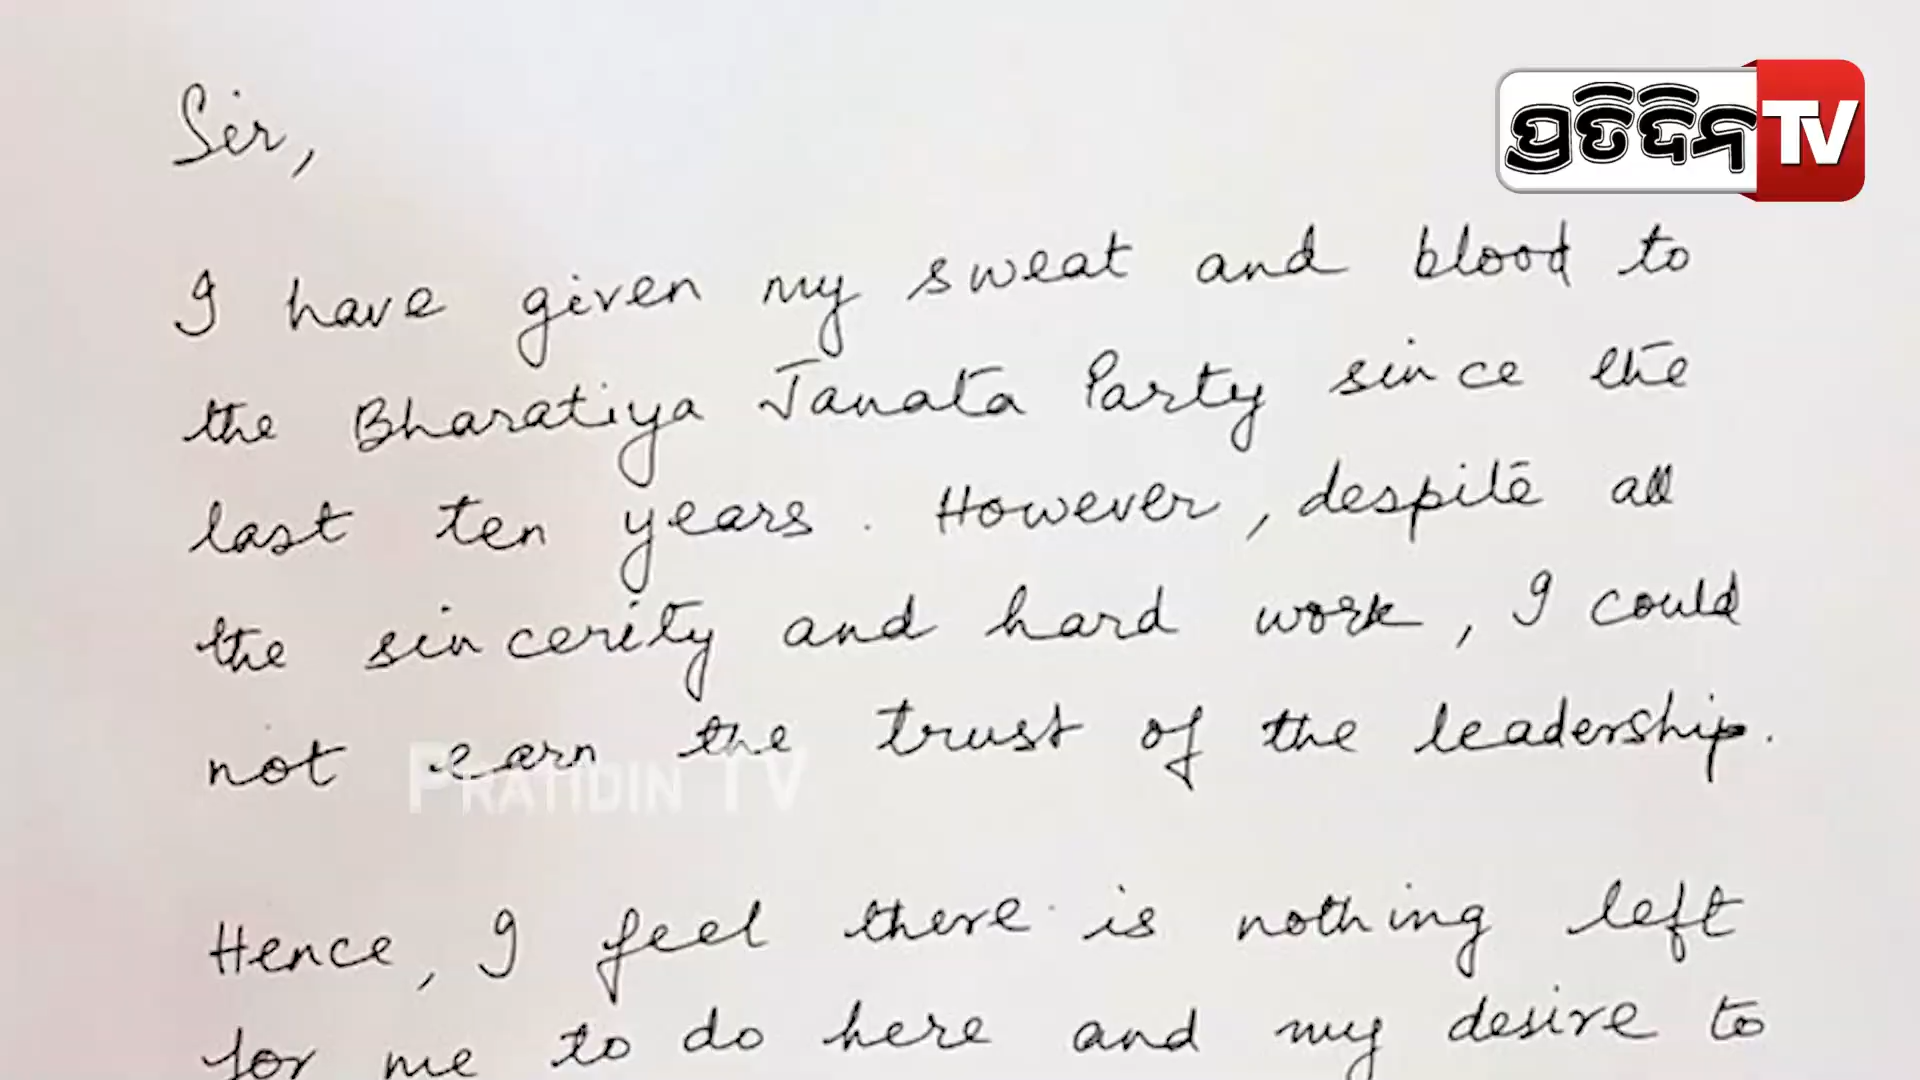 ପ୍ରତିଦିନ TV
Sir,
I have given my sweat and blood to
the Bharatiya Janata Party since the
last ten years. However, despite all
the sincerity and hard work, I could
not earn the trust of the leadership.
PRATIDIN TV
Hence, I feel there is nothing left
for me to do here and my desire to